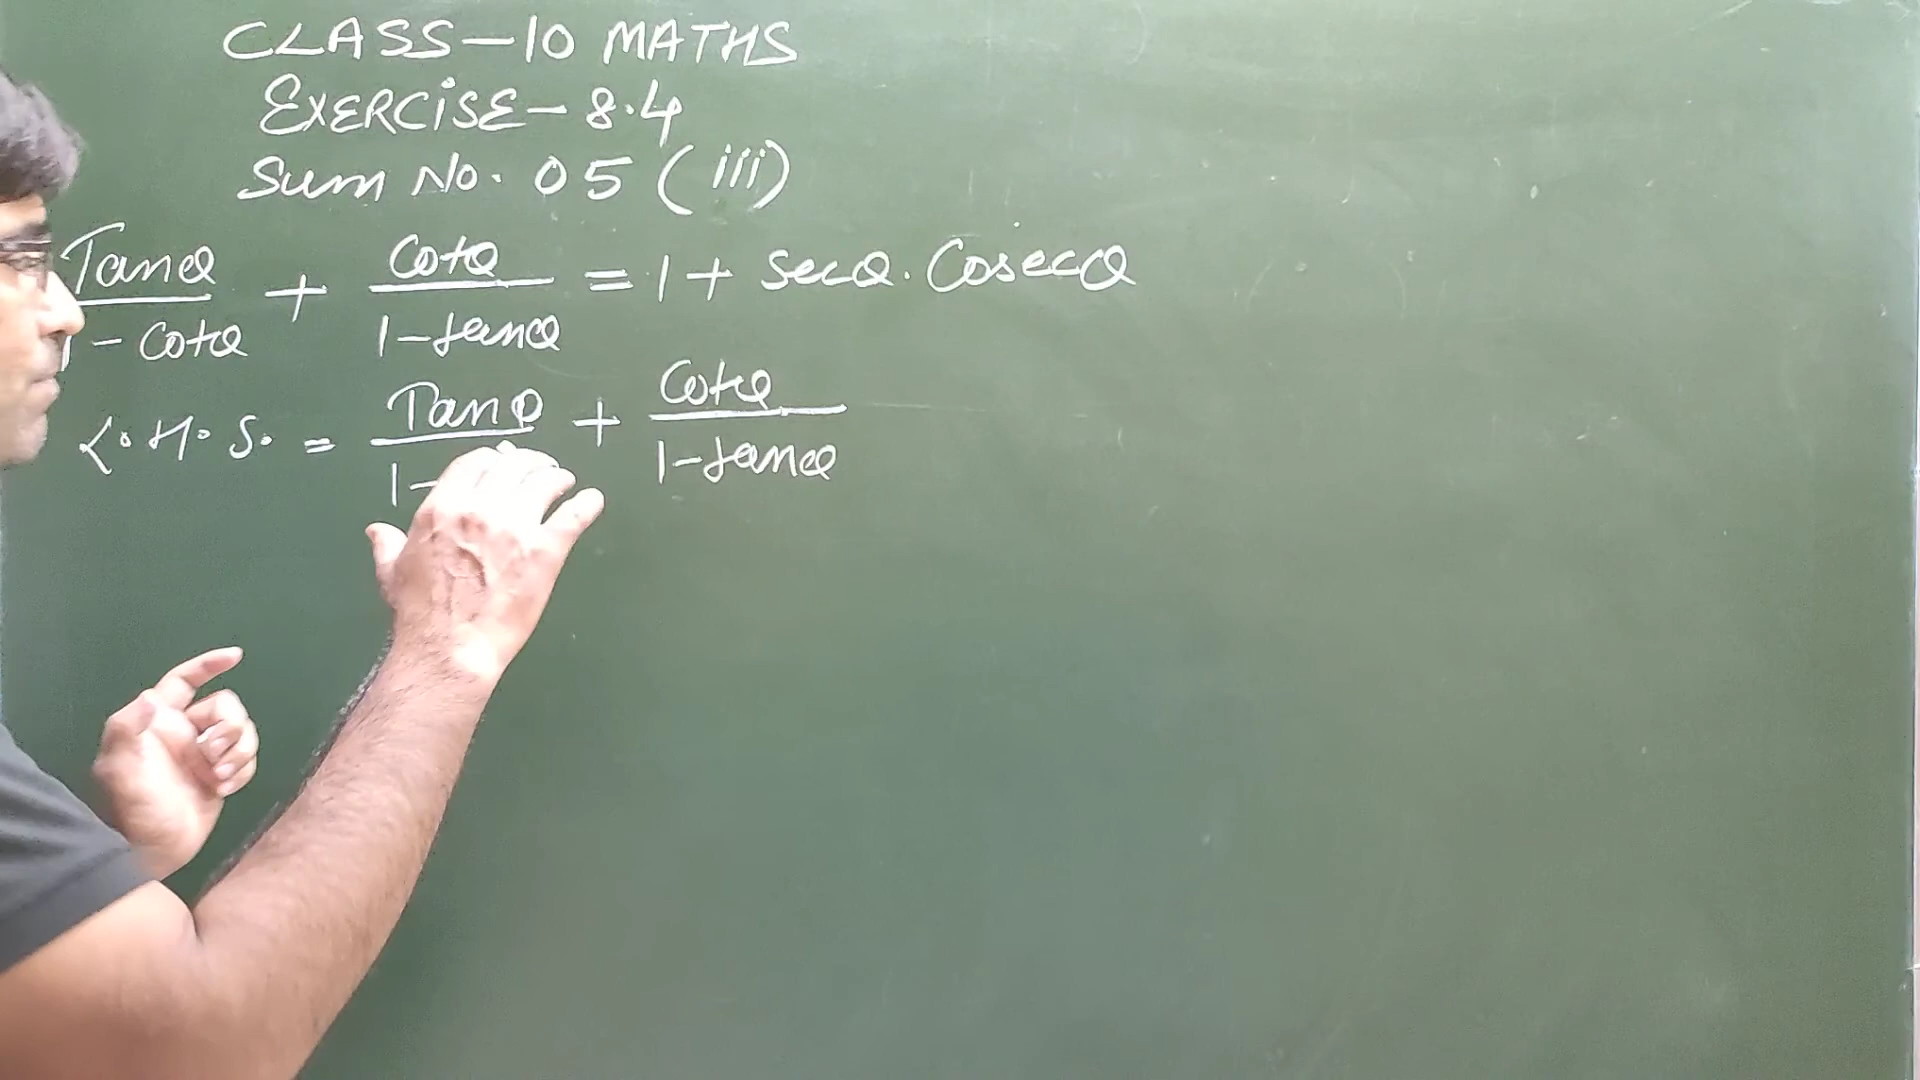 CLASS-10 MATHS
EXERCISE-8.4
Sum No. 05 (iii)
Tanθ/1-Cotθ + Cotθ/1-tanθ = 1 + Secθ. Cosecθ
L.H.S. = Tanθ/1- + Cotθ/1-tanθ